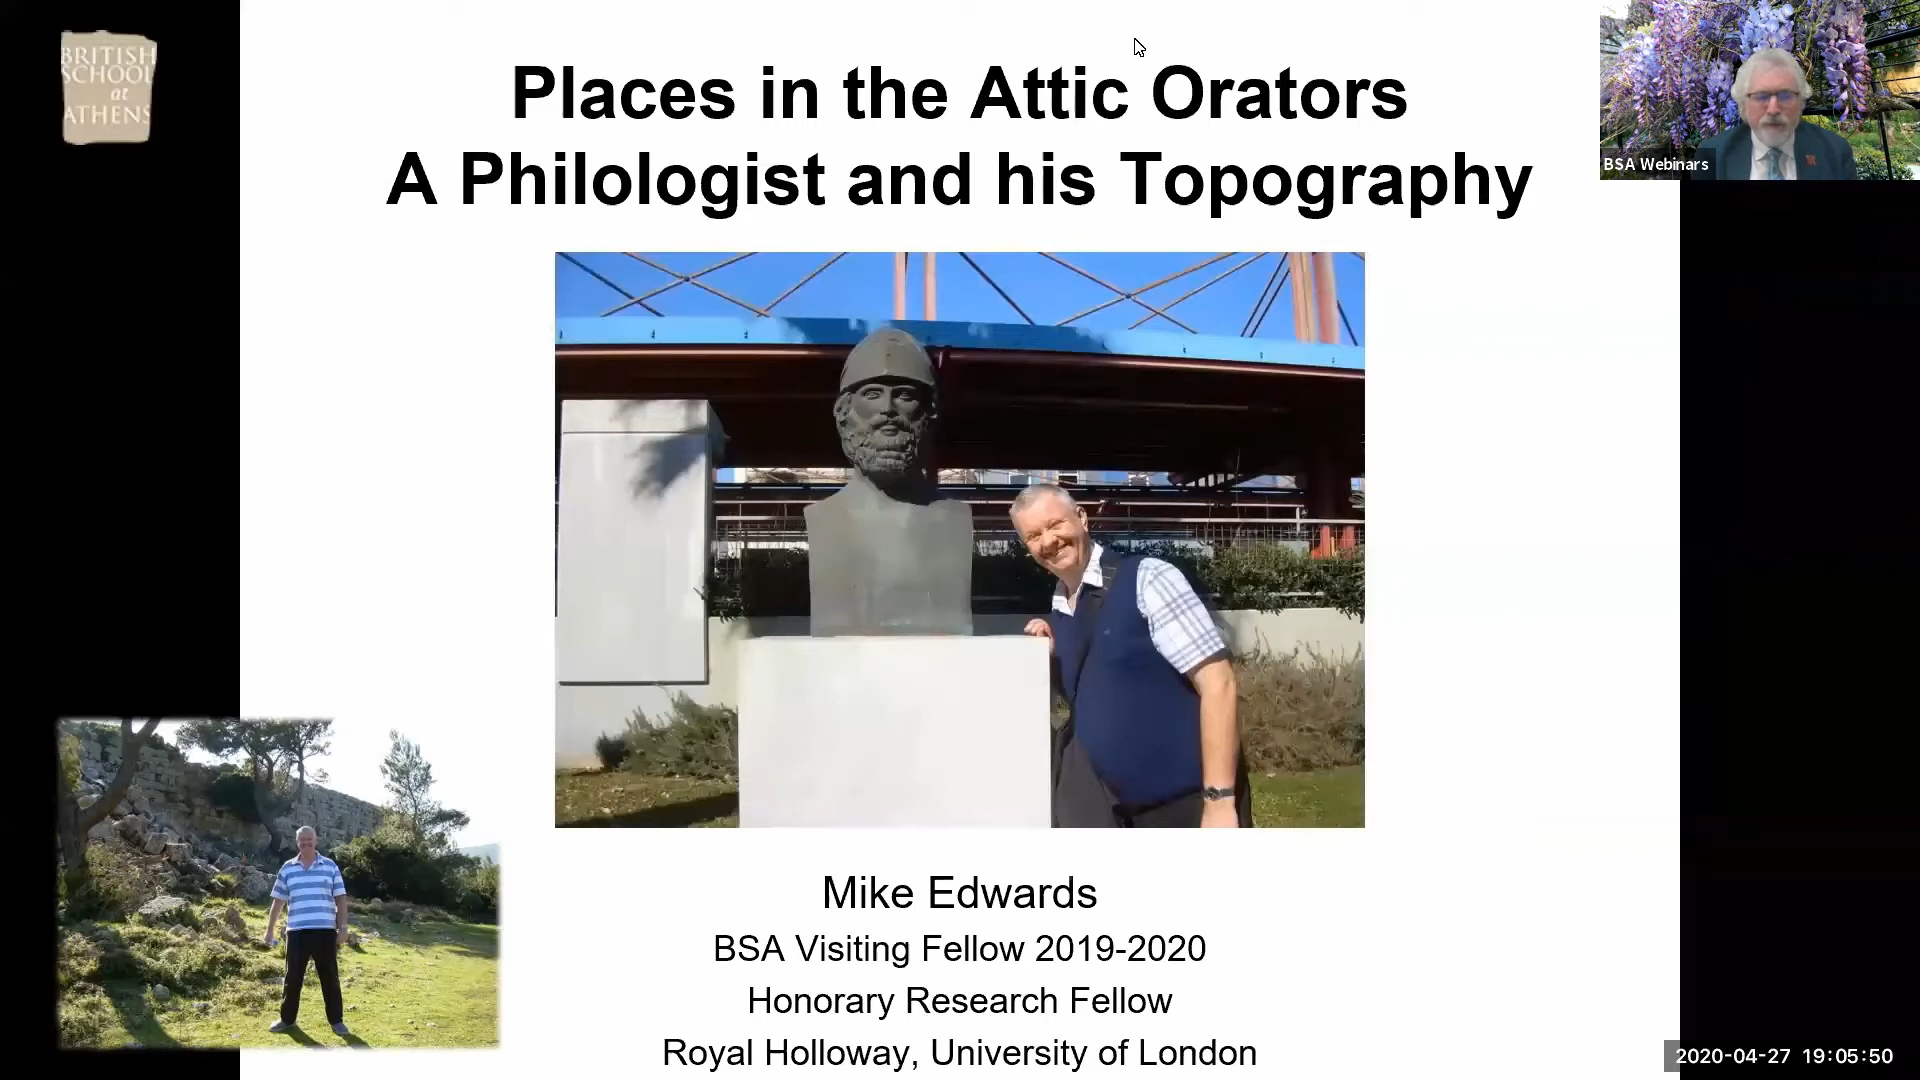 BRITISH
SCHOOL
at
ATHENS
Places in the Attic Orators
A Philologist and his Topography
BSA Webinars
Mike Edwards
BSA Visiting Fellow 2019-2020
Honorary Research Fellow
Royal Holloway, University of London
2020-04-27 19:05:50